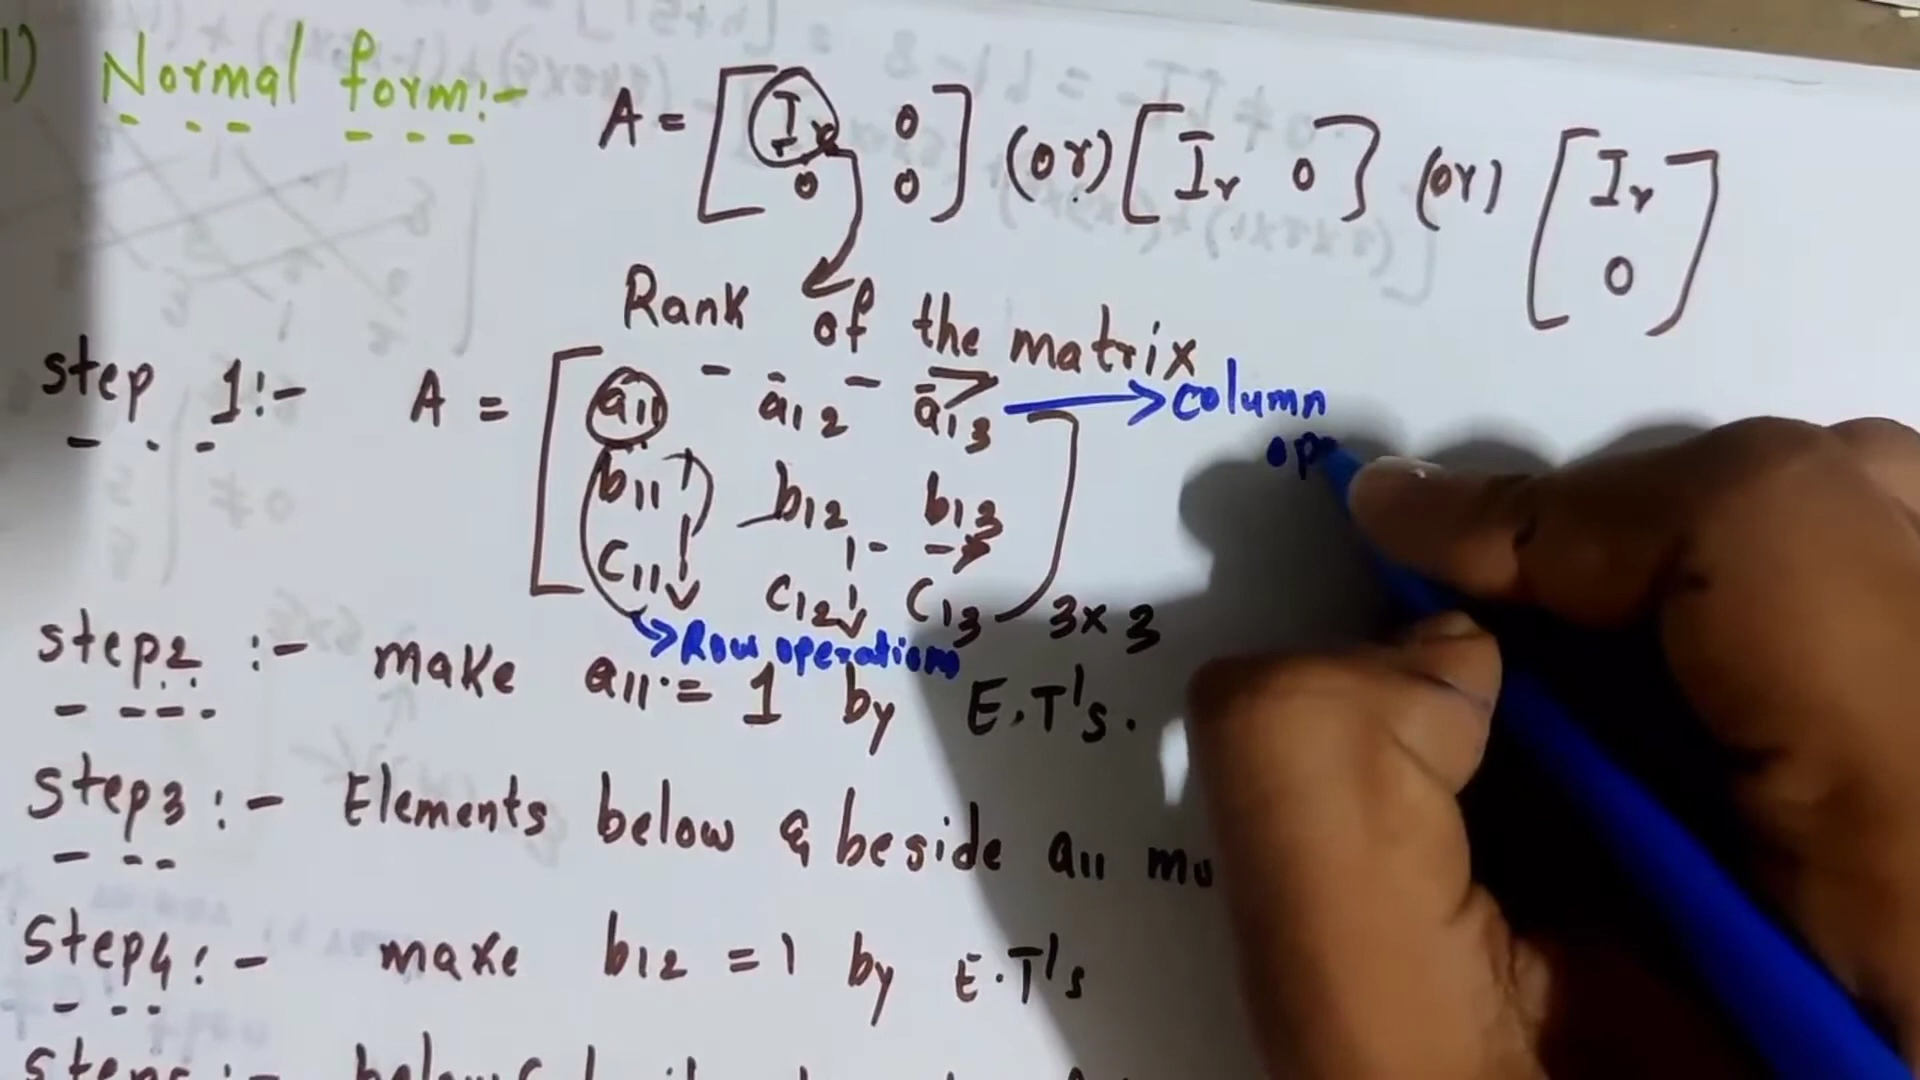 1) Normal form:-
A = [ Ir 0 0 0 ] (or) [ Ir 0 ] (or) [ Ir 0 ]
Rank of the matrix
step 1:- A = [ a11 a12 a13
b11 b12 b13
c11 c12 c13 ] 3x3
→ column
op
→ Row operations
step2 :- make a11 = 1 by E.T's.
step3 :- Elements below & beside a11 mu
step4 :- make b12 = 1 by E.T's